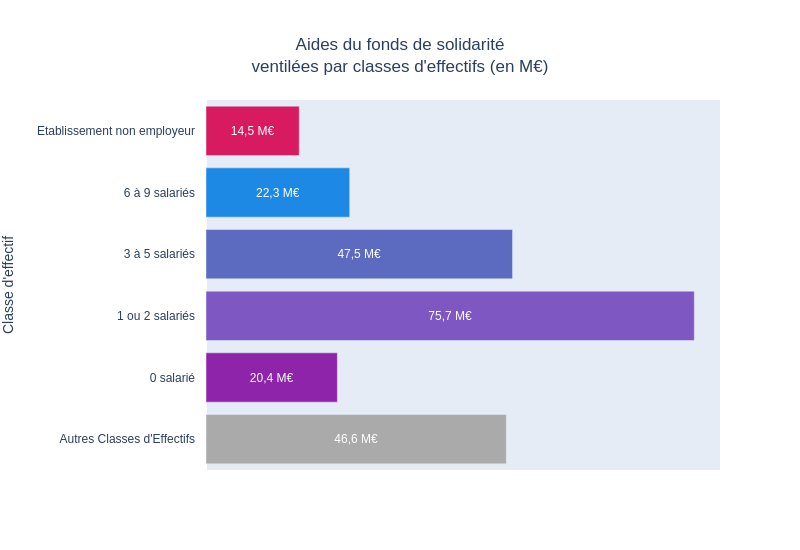 Aides du fonds de solidarité
ventilées par classes d'effectifs (en M€)
Classe d'effectif
Etablissement non employeur
14,5 M€
6 à 9 salariés
22,3 M€
3 à 5 salariés
47,5 M€
1 ou 2 salariés
75,7 M€
0 salarié
20,4 M€
Autres Classes d'Effectifs
46,6 M€